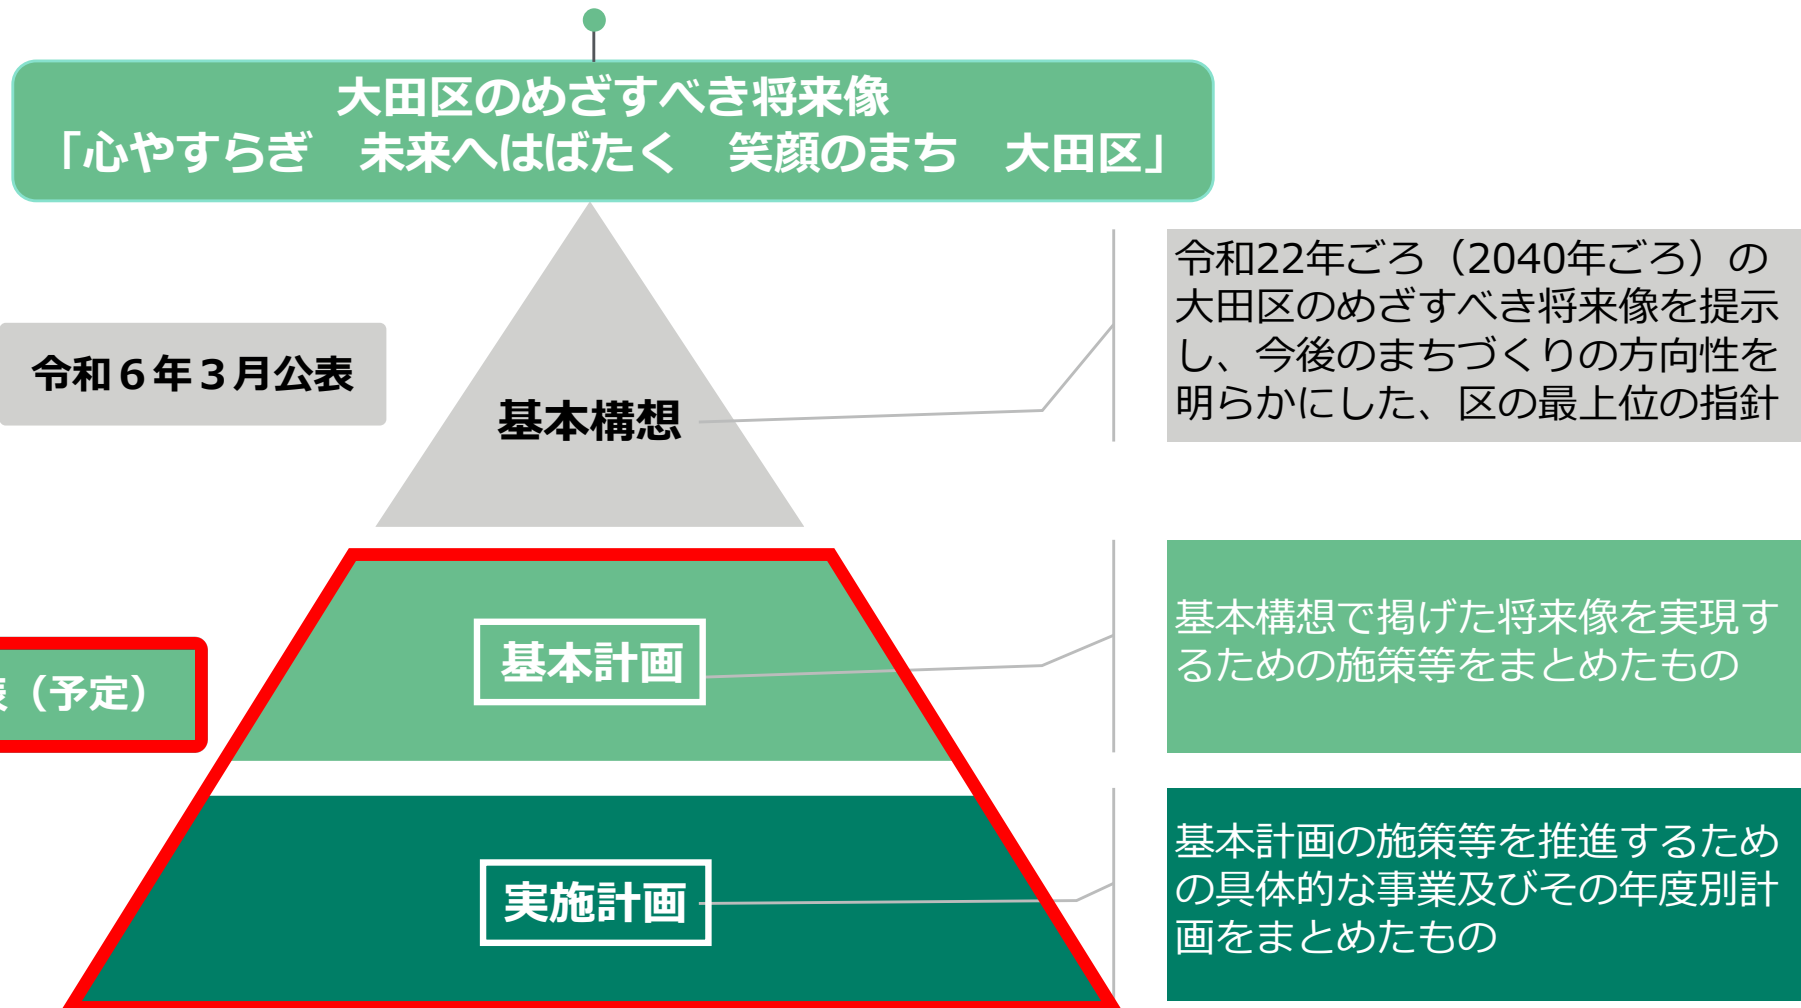 大田区のめざすべき将来像
「心やすらぎ　未来へはばたく　笑顔のまち　大田区」
令和６年３月公表
基本構想
令和22年ごろ（2040年ごろ）の
大田区のめざすべき将来像を提示
し、今後のまちづくりの方向性を
明らかにした、区の最上位の指針
（予定）
基本計画
基本構想で掲げた将来像を実現す
るための施策等をまとめたもの
実施計画
基本計画の施策等を推進するため
の具体的な事業及びその年度別計
画をまとめたもの